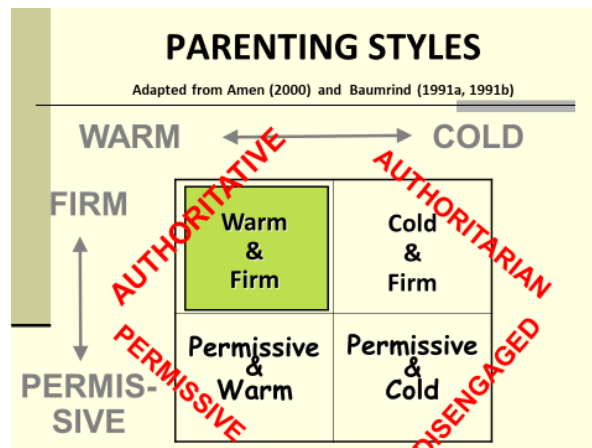 PARENTING STYLES
Adapted from Amen (2000) and Baumrind (1991a, 1991b)
WARM
COLD
FIRM
PERMIS-
SIVE
AUTHORITATIVE
AUTHORITARIAN
Warm
&
Firm
Cold
&
Firm
Permissive
&
Warm
Permissive
&
Cold
PERMISSIVE
DISENGAGED